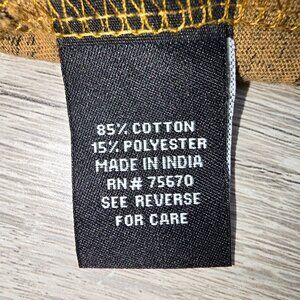 85% COTTON
15% POLYESTER
MADE IN INDIA
RN# 75670
SEE REVERSE
FOR CARE